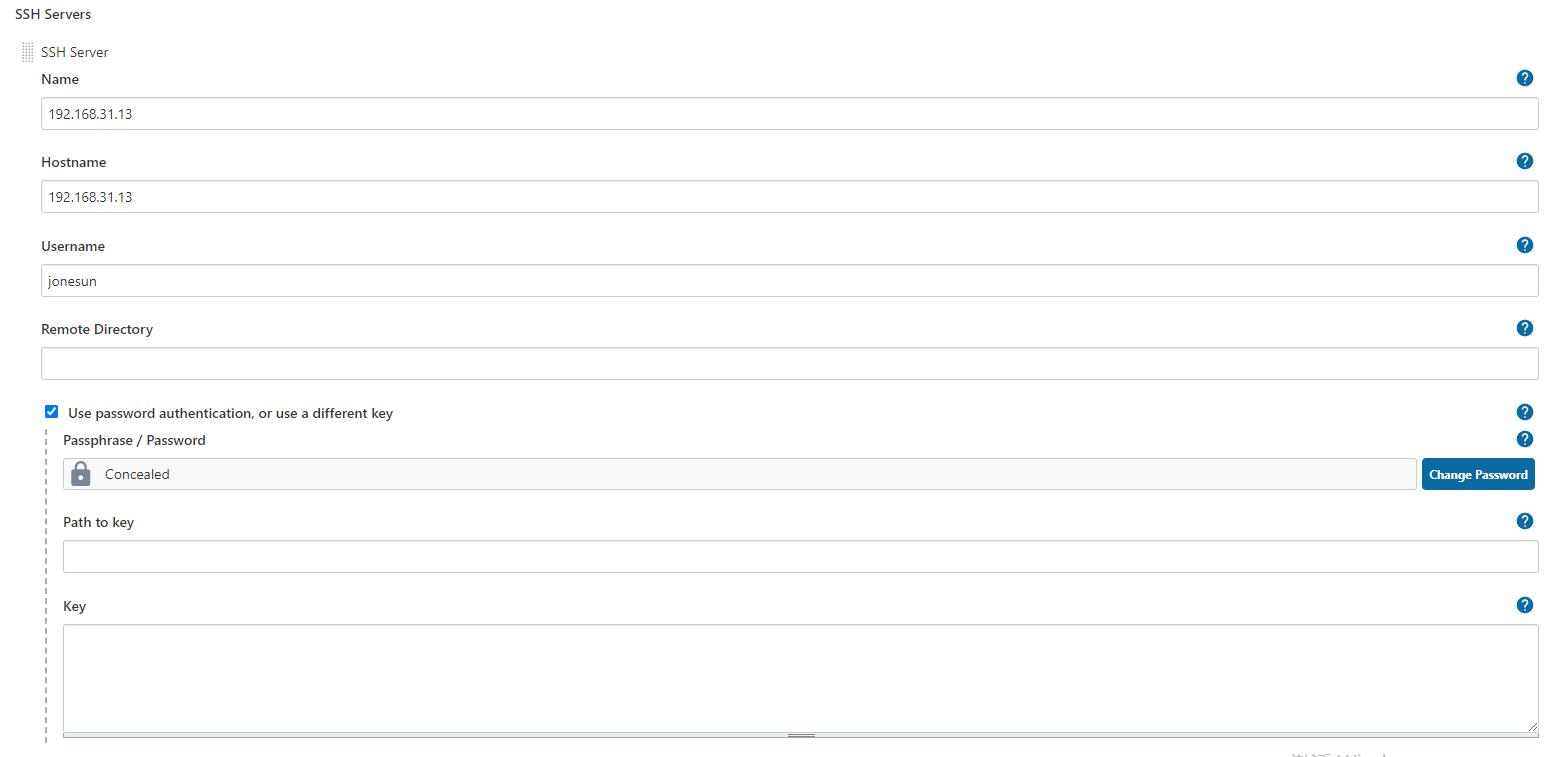 SSH Servers
SSH Server
Name
192.168.31.13
Hostname
192.168.31.13
Username
jonesun
Remote Directory
Use password authentication, or use a different key
Passphrase / Password
Concealed
Change Password
Path to key
Key